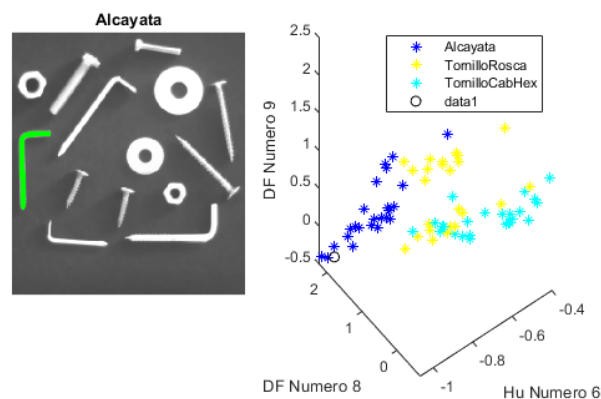 Alcayata
Alcayata
TornilloRosca
TornilloCabHex
data1
DF Numero 9
2.5
2
1.5
1
0.5
0
-0.5
2
1
0
DF Numero 8
-1
-0.8
-0.6
-0.4
Hu Numero 6